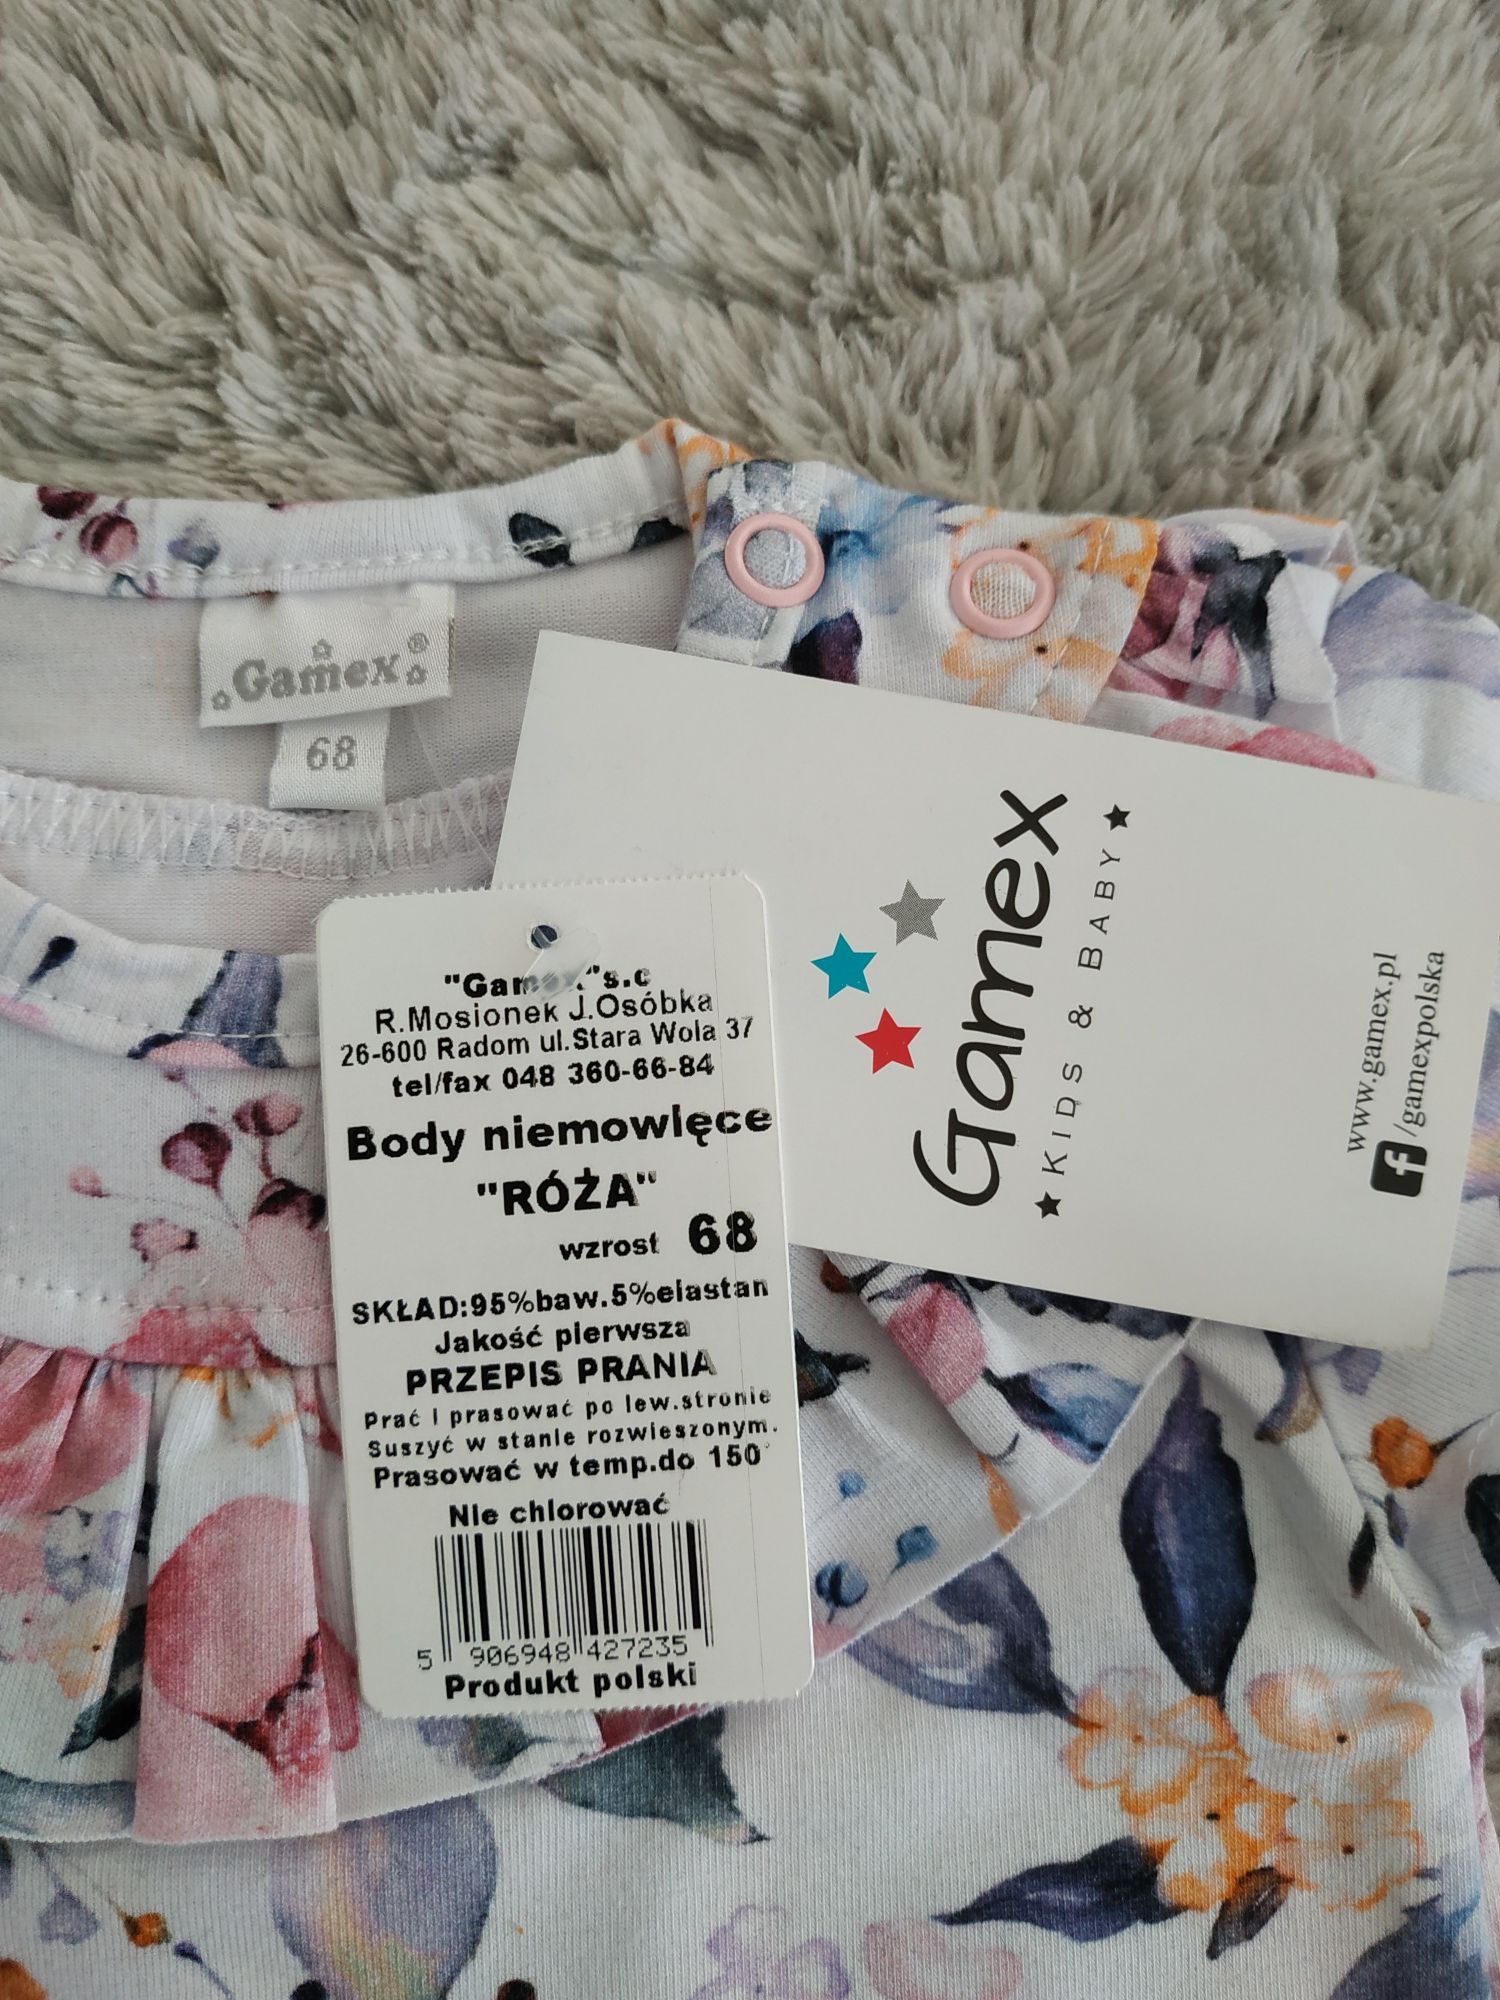 Gamex®
68
"Gamex"s.c
R.Mosionek J.Osóbka
26-600 Radom ul.Stara Wola 37
tel/fax 048 360-66-84
Body niemowlęce
"RÓŻA"
wzrost 68
SKŁAD:95%baw.5%elastan
Jakość pierwsza
PRZEPIS PRANIA
Prać i prasować po lew.stronie
Suszyć w stanie rozwieszonym.
Prasować w temp.do 150°
Nie chlorować
5 906948 427235
Produkt polski
Gamex
KIDS & BABY
www.gamex.pl
f/gamexpolska